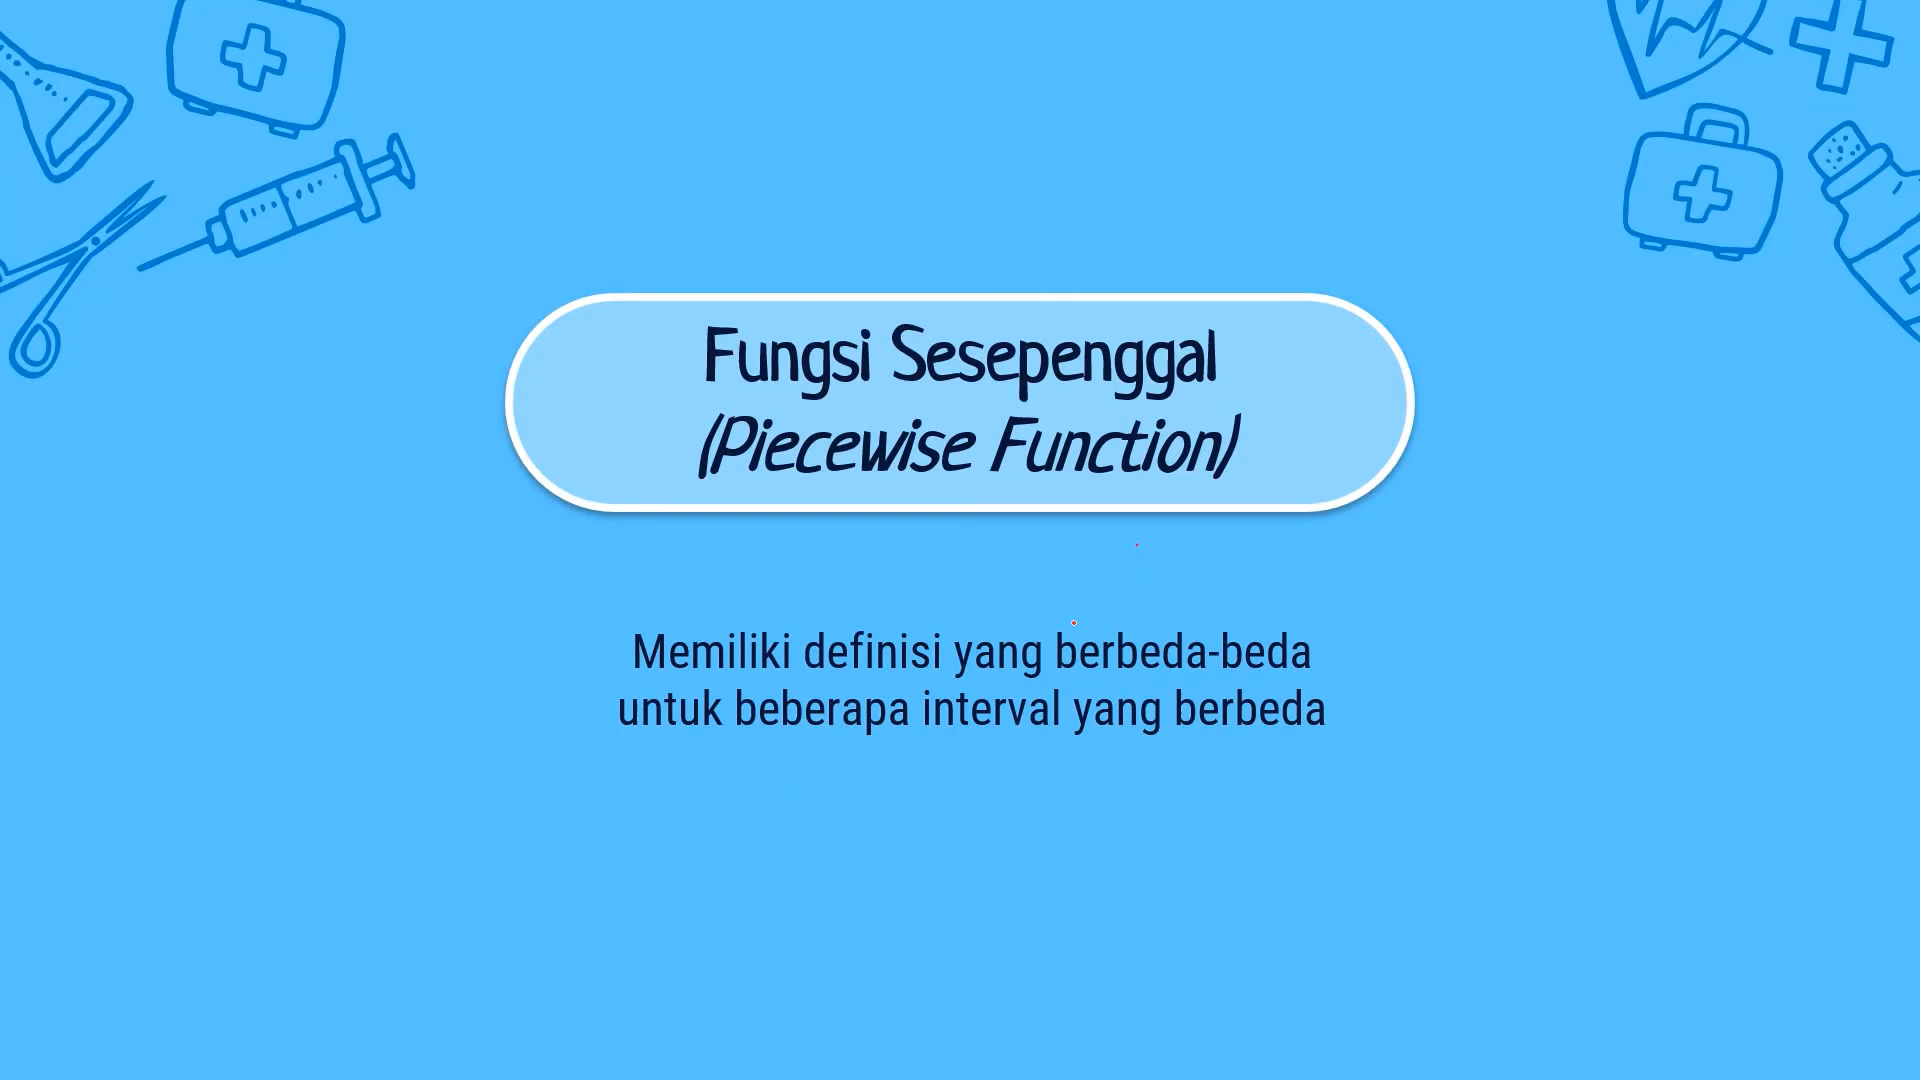 Fungsi Sesepenggal
(Piecewise Function)
Memiliki definisi yang berbeda-beda
untuk beberapa interval yang berbeda